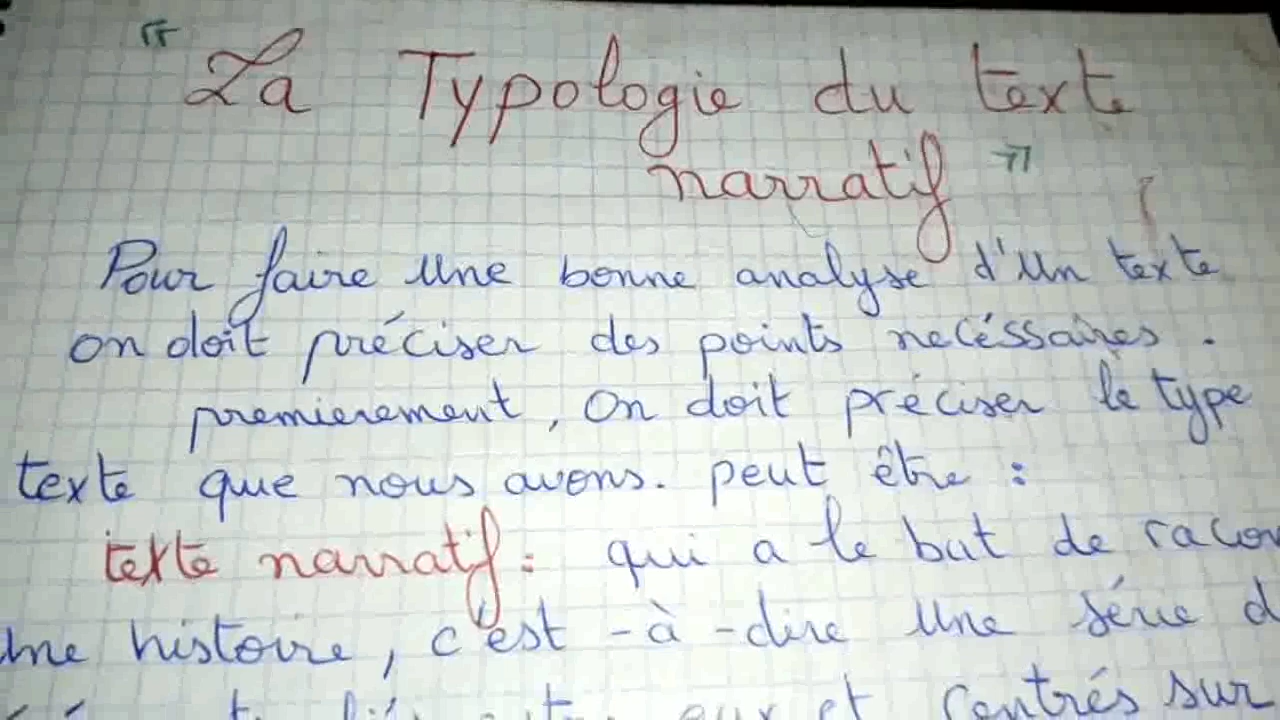 " La Typologie du texte
narratif "
Pour faire une bonne analyse d'un texte
on doit préciser des points necéssaires .
premierement, on doit préciser le type
texte que nous avons. peut être :
texte narratif : qui a le but de racon
une histoire, c'est -à -dire une série d
et centrés sur